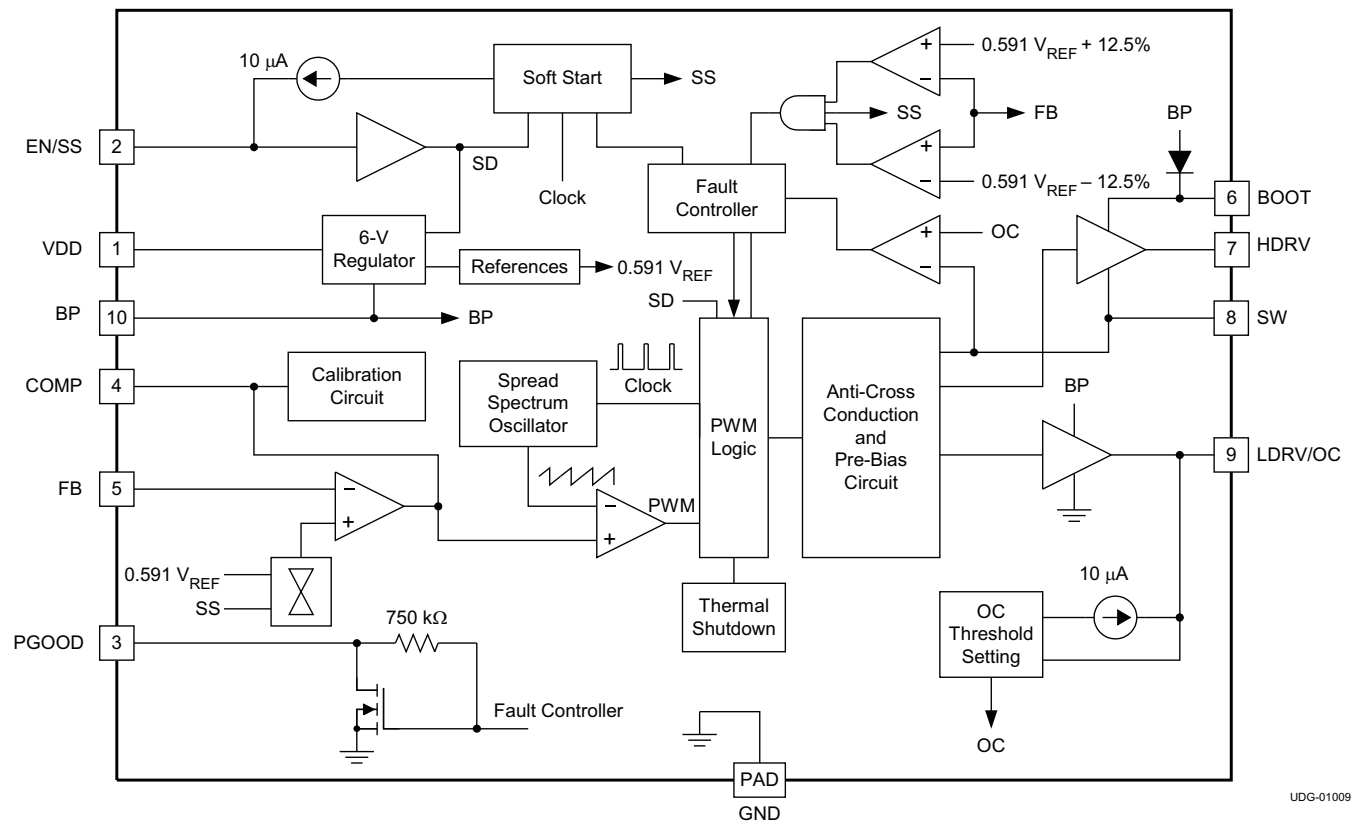 10 μA
Soft Start
SS
0.591 V_REF + 12.5%
+
−
SS
FB
BP
EN/SS
2
SD
Clock
+
−
0.591 V_REF − 12.5%
Fault
Controller
6
BOOT
VDD
1
6-V
Regulator
+
OC
−
7
HDRV
References
0.591 V_REF
SD
BP
10
BP
8
SW
COMP
4
Calibration
Circuit
Spread
Spectrum
Oscillator
Clock
PWM
Logic
Anti-Cross
Conduction
and
Pre-Bias
Circuit
BP
9
LDRV/OC
FB
5
−
+
−
+
PWM
0.591 V_REF
SS
Thermal
Shutdown
10 μA
OC
Threshold
Setting
PGOOD
3
750 kΩ
Fault Controller
OC
PAD
GND
UDG-01009